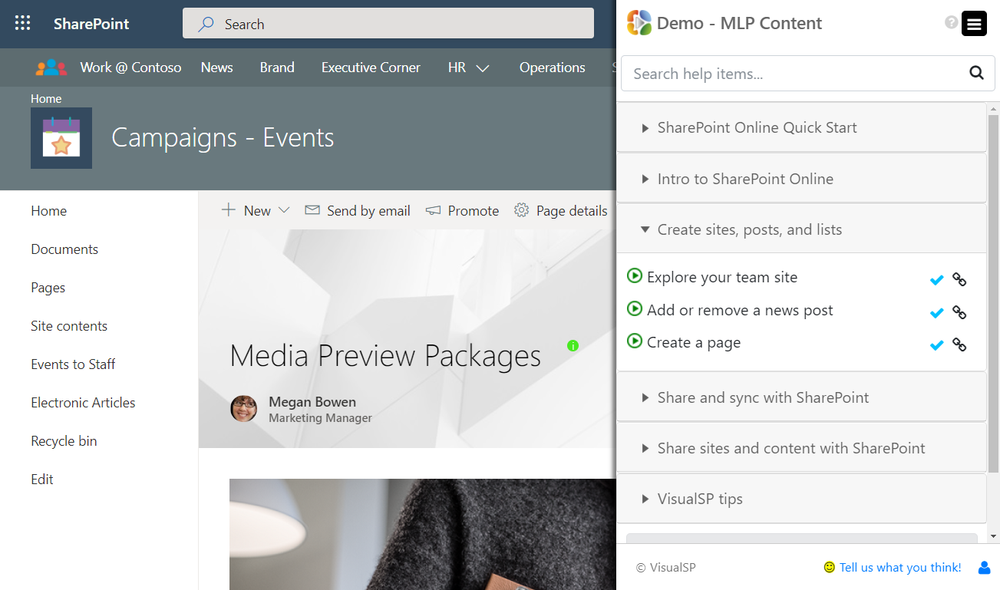 SharePoint
Search
Work @ Contoso
News
Brand
Executive Corner
HR
Operations
Home
Campaigns - Events
Home
Documents
Pages
Site contents
Events to Staff
Electronic Articles
Recycle bin
Edit
New
Send by email
Promote
Page details
Media Preview Packages
i
Megan Bowen
Marketing Manager
Demo - MLP Content
?
Search help items...
SharePoint Online Quick Start
Intro to SharePoint Online
Create sites, posts, and lists
Explore your team site
Add or remove a news post
Create a page
Share and sync with SharePoint
Share sites and content with SharePoint
VisualSP tips
© VisualSP
Tell us what you think!